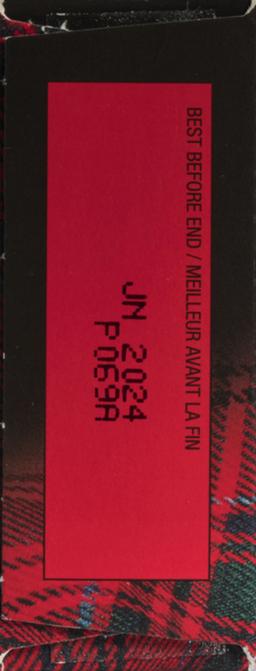 BEST BEFORE END / MEILLEUR AVANT LA FIN
JN 2024
P069A